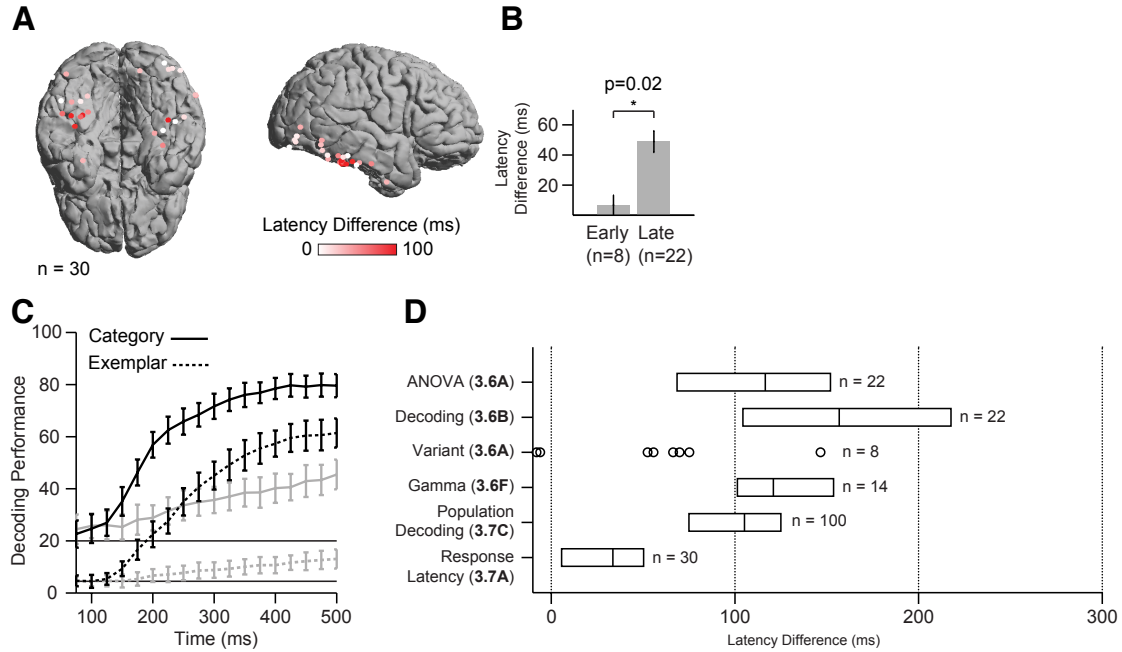 A
n = 30
Latency Difference (ms)
0 100
B
p=0.02
*
Latency
Difference (ms)
60
40
20
Early Late
(n=8) (n=22)
C
Decoding Performance
100
80
60
40
20
0
Category
Exemplar
100 200 300 400 500
Time (ms)
D
ANOVA (3.6A) n = 22
Decoding (3.6B) n = 22
Variant (3.6A) n = 8
Gamma (3.6F) n = 14
Population
Decoding (3.7C) n = 100
Response n = 30
Latency (3.7A)
0 100 200 300
Latency Difference (ms)